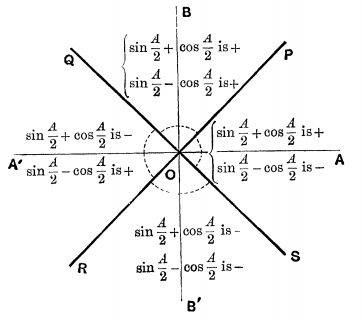 B
Q
P
sin A/2 + cos A/2 is +
sin A/2 - cos A/2 is +
sin A/2 + cos A/2 is -
sin A/2 + cos A/2 is +
A'
A
sin A/2 - cos A/2 is +
sin A/2 - cos A/2 is -
O
sin A/2 + cos A/2 is -
sin A/2 - cos A/2 is -
R
S
B'